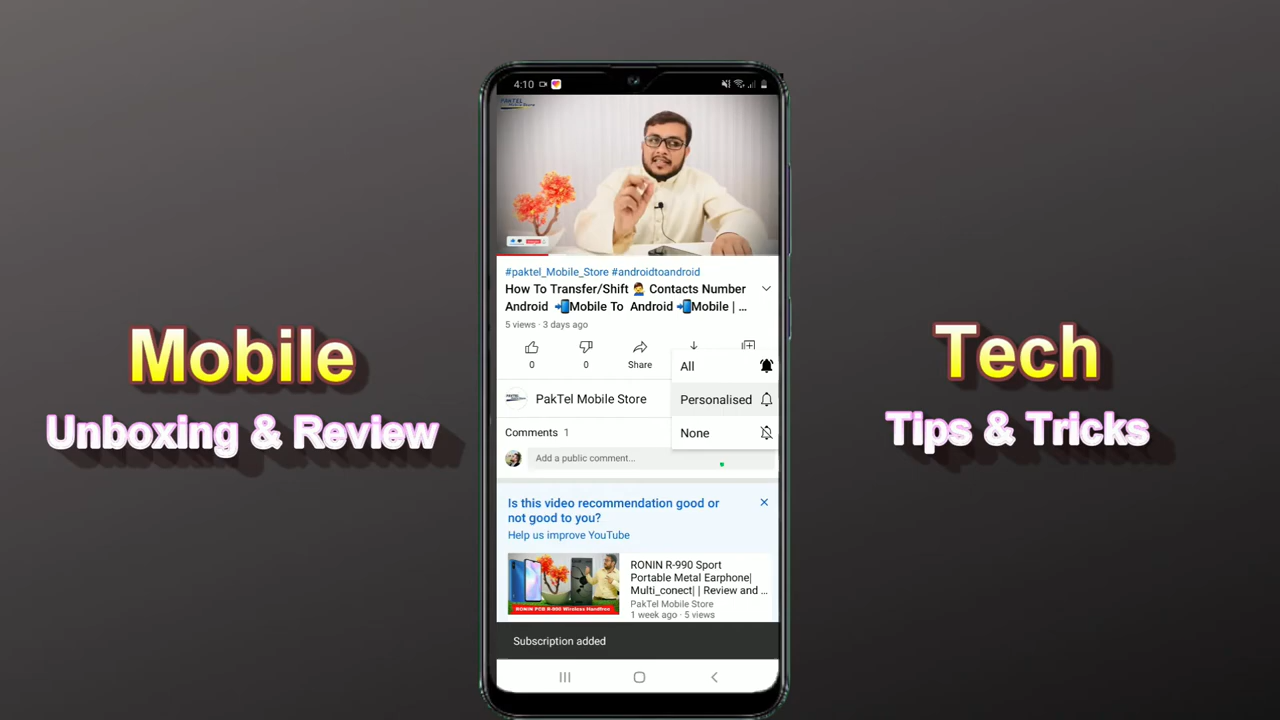 4:10
PAKTEL
#paktel_Mobile_Store #androidtoandroid
How To Transfer/Shift 🙍‍♂️ Contacts Number
Android 📲Mobile To Android 📲Mobile | ...
5 views · 3 days ago
0
0
Share
All
Personalised
None
PakTel Mobile Store
Comments 1
Add a public comment...
Is this video recommendation good or
not good to you?
Help us improve YouTube
RONIN R-990 Sport
Portable Metal Earphone|
Multi_conect| | Review and ...
PakTel Mobile Store
1 week ago · 5 views
Subscription added
Mobile
Unboxing & Review
Tech
Tips & Tricks